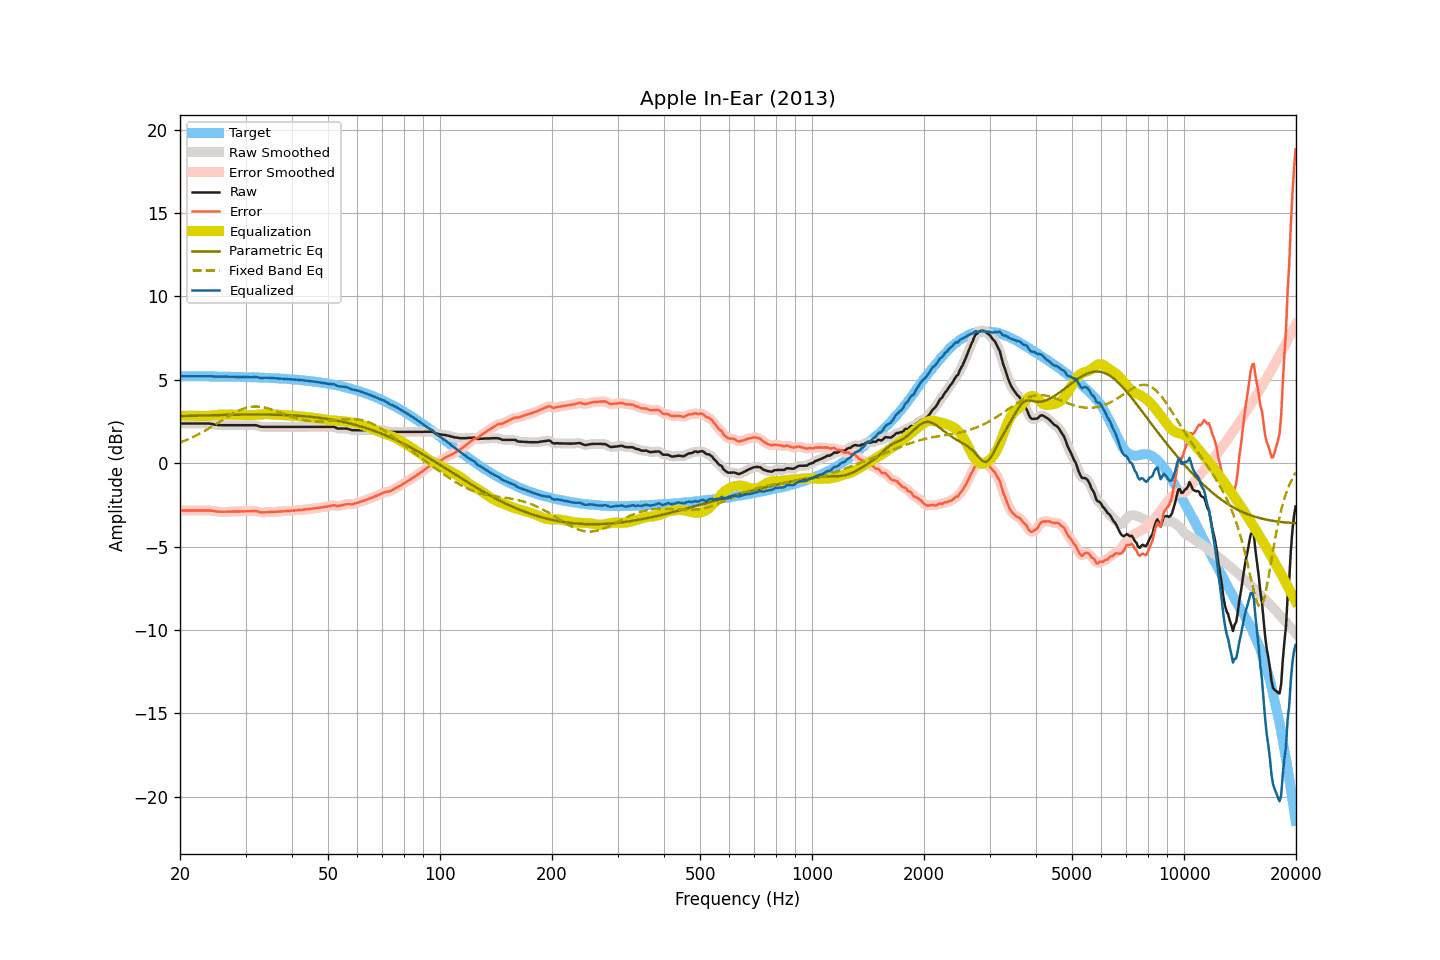 Apple In-Ear (2013)
Target
Raw Smoothed
Error Smoothed
Raw
Error
Equalization
Parametric Eq
Fixed Band Eq
Equalized
20
15
10
5
0
−5
−10
−15
−20
Amplitude (dBr)
20 50 100 200 500 1000 2000 5000 10000 20000
Frequency (Hz)